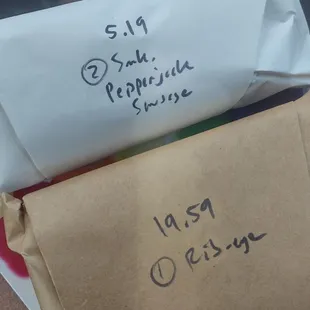 5.19
② Smk.
Pepperjack
Sausage
19.59
① Rib-eye